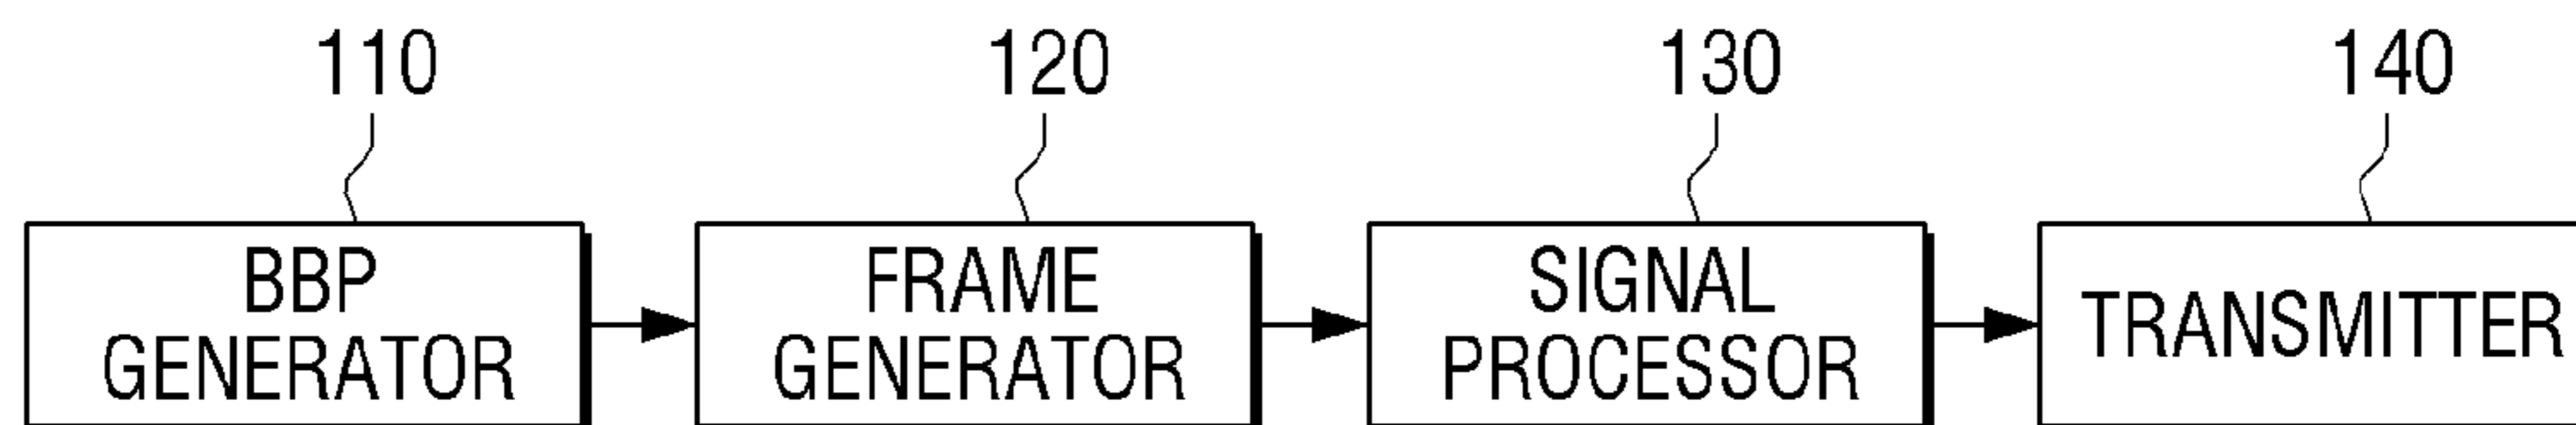 110
120
130
140
BBP
GENERATOR
FRAME
GENERATOR
SIGNAL
PROCESSOR
TRANSMITTER